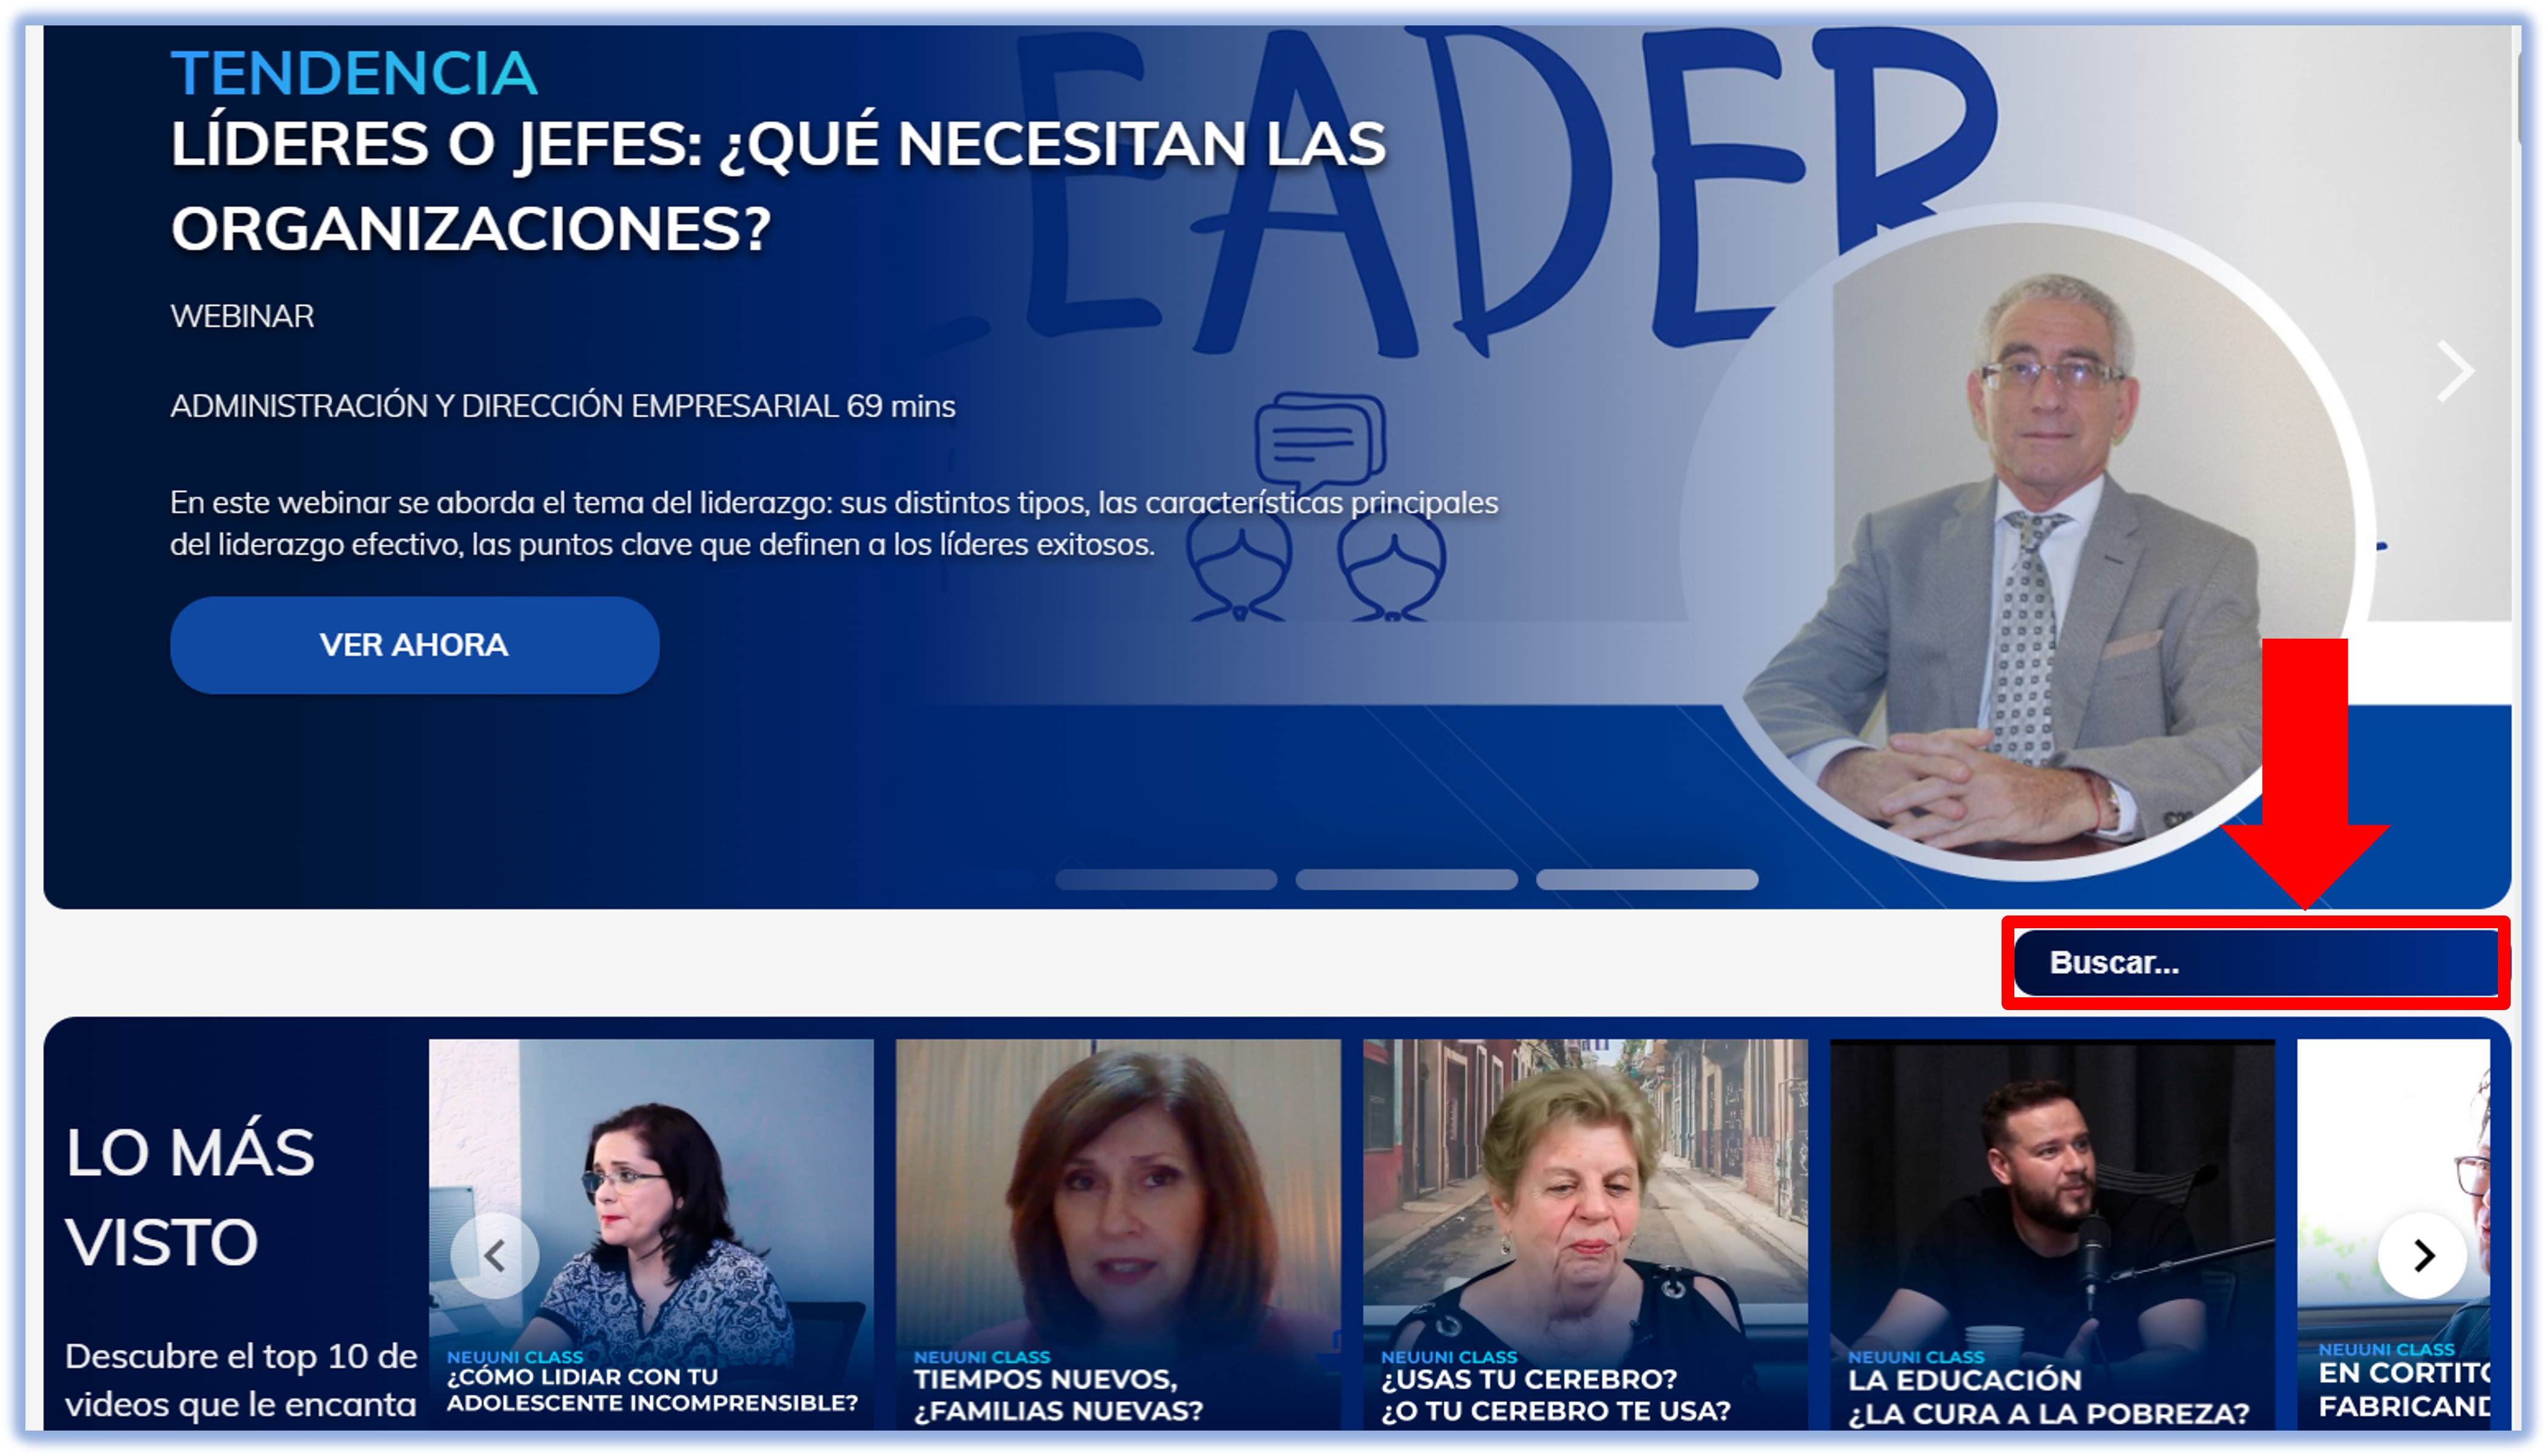 LEADER
TENDENCIA
LÍDERES O JEFES: ¿QUÉ NECESITAN LAS
ORGANIZACIONES?
WEBINAR
ADMINISTRACIÓN Y DIRECCIÓN EMPRESARIAL 69 mins
En este webinar se aborda el tema del liderazgo: sus distintos tipos, las características principales
del liderazgo efectivo, las puntos clave que definen a los líderes exitosos.
VER AHORA
Buscar...
LO MÁS
VISTO
Descubre el top 10 de
videos que le encanta
NEUUNI CLASS
¿CÓMO LIDIAR CON TU
ADOLESCENTE INCOMPRENSIBLE?
NEUUNI CLASS
TIEMPOS NUEVOS,
¿FAMILIAS NUEVAS?
NEUUNI CLASS
¿USAS TU CEREBRO?
¿O TU CEREBRO TE USA?
NEUUNI CLASS
LA EDUCACIÓN
¿LA CURA A LA POBREZA?
NEUUNI CLASS
EN CORTITO
FABRICAND